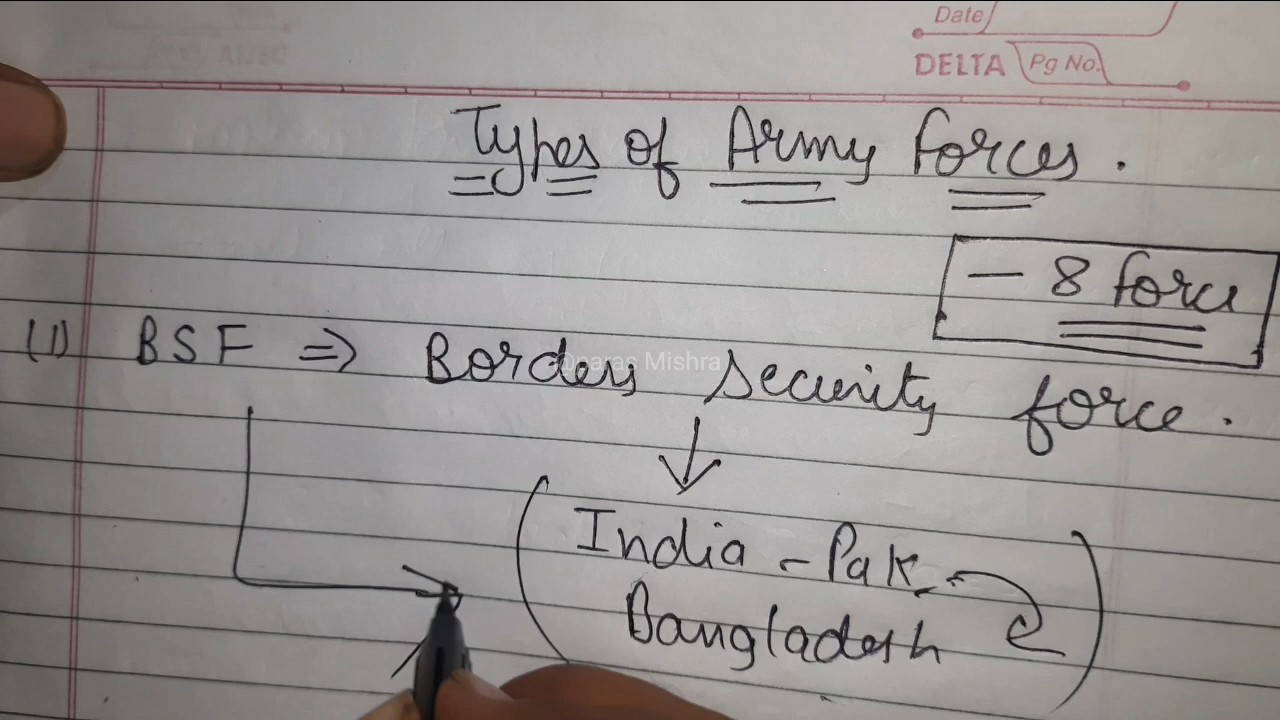 Date
DELTA Pg No.
Types of Army forces.
- 8 force
(1) BSF => Borders Security force.
@paras Mishra
India - Pak
Bangladesh